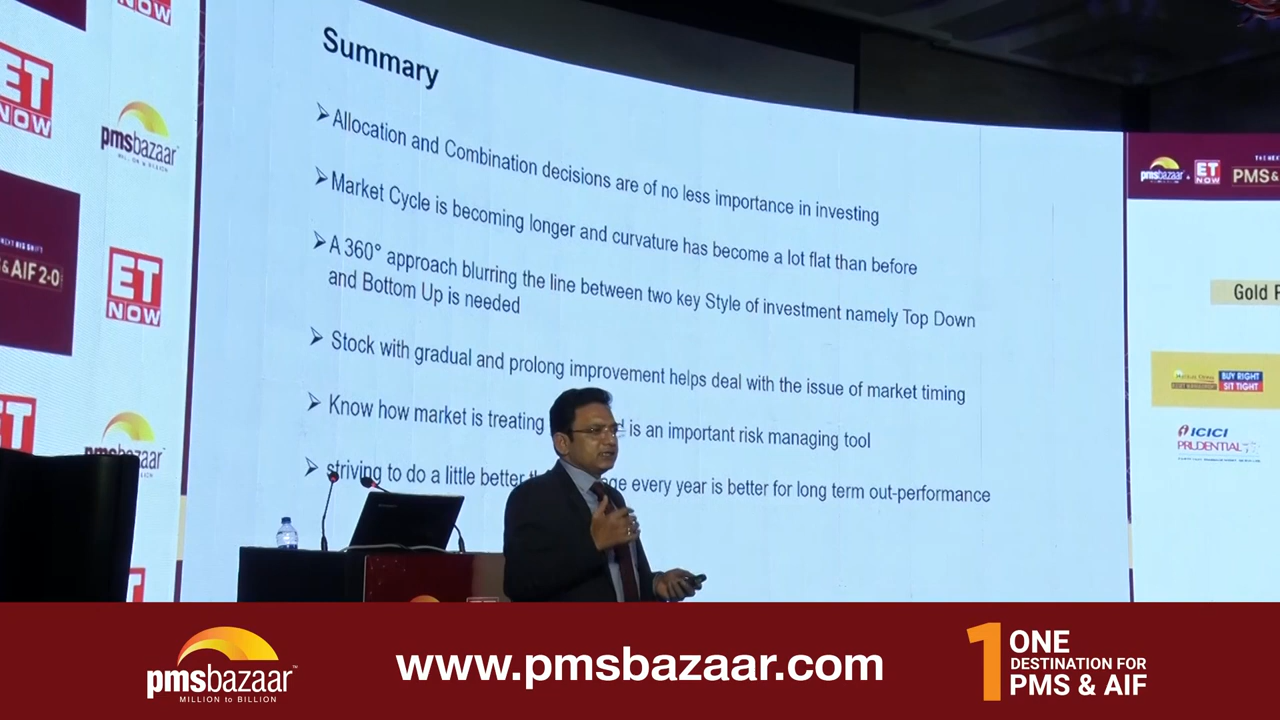 Summary
➢ Allocation and Combination decisions are of no less importance in investing
➢ Market Cycle is becoming longer and curvature has become a lot flat than before
➢ A 360° approach blurring the line between two key Style of investment namely Top Down
and Bottom Up is needed
➢ Stock with gradual and prolong improvement helps deal with the issue of market timing
➢ Know how market is treating is an important risk managing tool
➢ striving to do a little better every year is better for long term out-performance
NOW
ET
NOW
pmsbazaar
MILLION to BILLION
& AIF 2-0
ET
NOW
pmsbazaar
pmsbazaar
ET
NOW
PMS &
Gold
BUY RIGHT
SIT TIGHT
ICICI
PRUDENTIAL
pmsbazaar
MILLION to BILLION
www.pmsbazaar.com
1 ONE
DESTINATION FOR
PMS & AIF